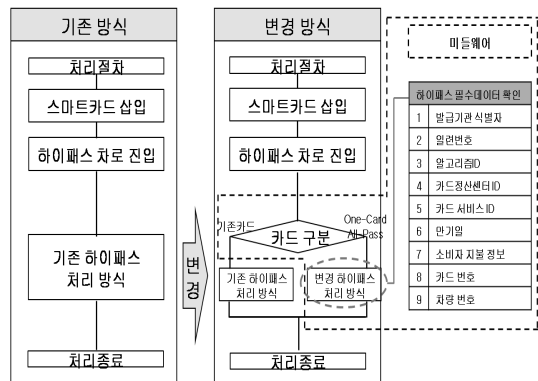 기존 방식
처리절차
스마트카드 삽입
하이패스 차로 진입
기존 하이패스
처리 방식
처리종료
변
경
변경 방식
처리절차
스마트카드 삽입
하이패스 차로 진입
기존카드
One-Card
All-Pass
카드 구분
기존 하이패스
처리 방식
변경 하이패스
처리 방식
처리종료
미들웨어
하이패스 필수데이터 확인
1 발급기관 식별자
2 일련번호
3 알고리즘ID
4 카드정산센터 ID
5 카드 서비스 ID
6 만기일
7 소비자 지불 정보
8 카드 번호
9 차량 번호